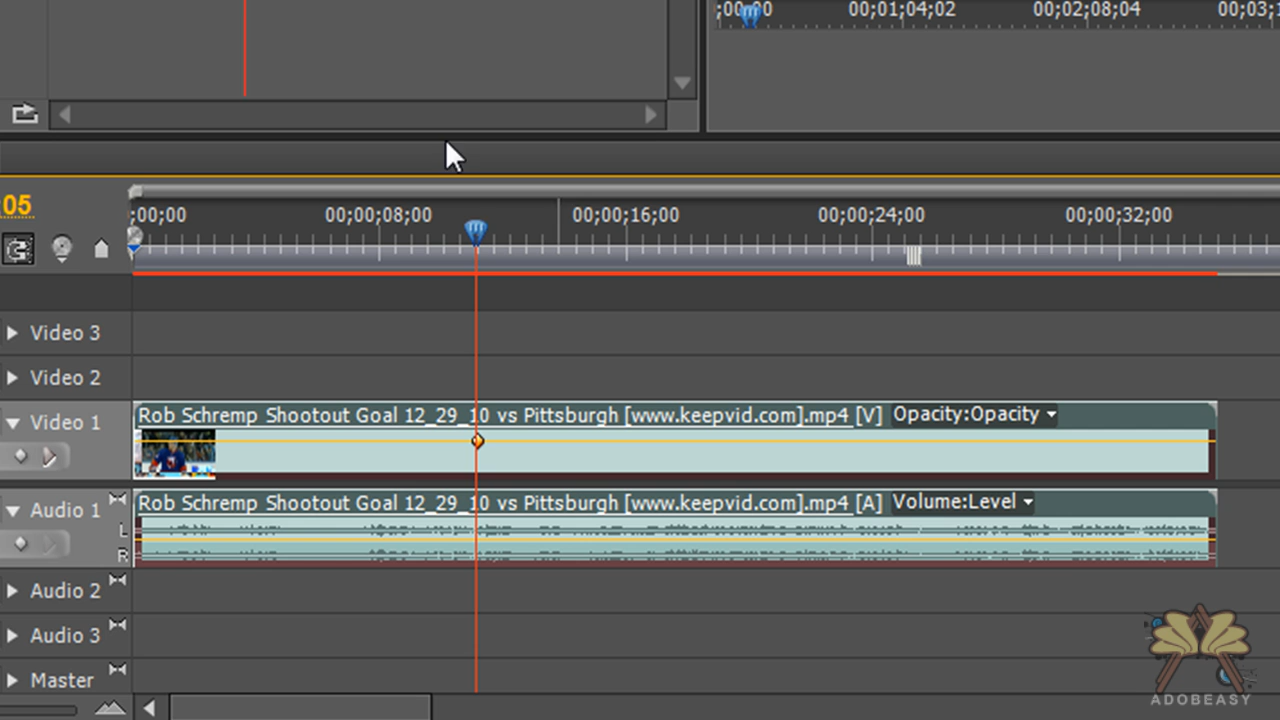 00;01;04;02 00;02;08;04
05
;00;00 00;00;08;00 00;00;16;00 00;00;24;00 00;00;32;00
Video 3
Video 2
Video 1
Rob Schremp Shootout Goal 12_29_10 vs Pittsburgh [www.keepvid.com].mp4 [V] Opacity:Opacity
Audio 1
Rob Schremp Shootout Goal 12_29_10 vs Pittsburgh [www.keepvid.com].mp4 [A] Volume:Level
L
R
Audio 2
Audio 3
Master
ADOBEASY